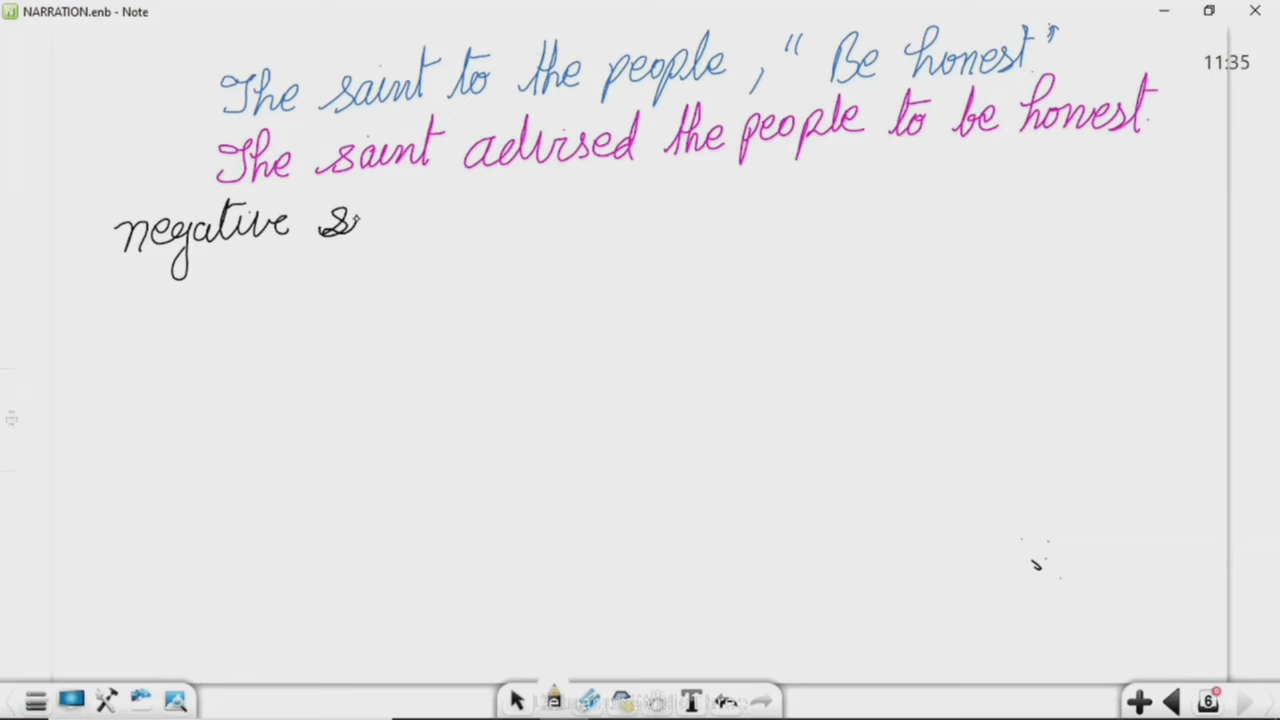 NARRATION.enb - Note
The saint to the people, " Be honest"
11:35
The saint advised the people to be honest.
negative s
6